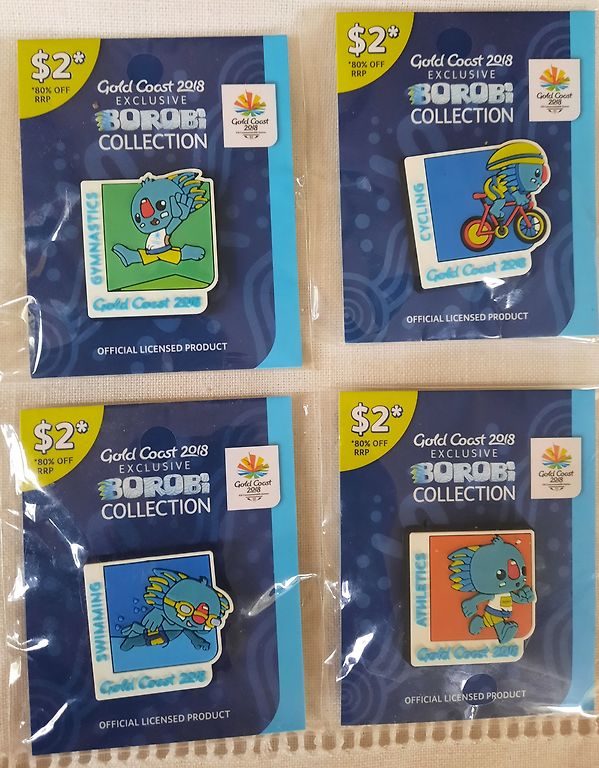 $2*
*80% OFF
RRP
Gold Coast 2018
EXCLUSIVE
BOROBi
COLLECTION
Gold Coast
2018
GYMNASTICS
Gold Coast 2018
OFFICIAL LICENSED PRODUCT
$2*
*80% OFF
RRP
Gold Coast 2018
EXCLUSIVE
BOROBi
COLLECTION
Gold Coast
2018
CYCLING
Gold Coast 2018
OFFICIAL LICENSED PRODUCT
$2*
*80% OFF
RRP
Gold Coast 2018
EXCLUSIVE
BOROBi
COLLECTION
Gold Coast
2018
SWIMMING
Gold Coast 2018
OFFICIAL LICENSED PRODUCT
$2*
*80% OFF
RRP
Gold Coast 2018
EXCLUSIVE
BOROBi
COLLECTION
Gold Coast
2018
ATHLETICS
Gold Coast 2018
OFFICIAL LICENSED PRODUCT